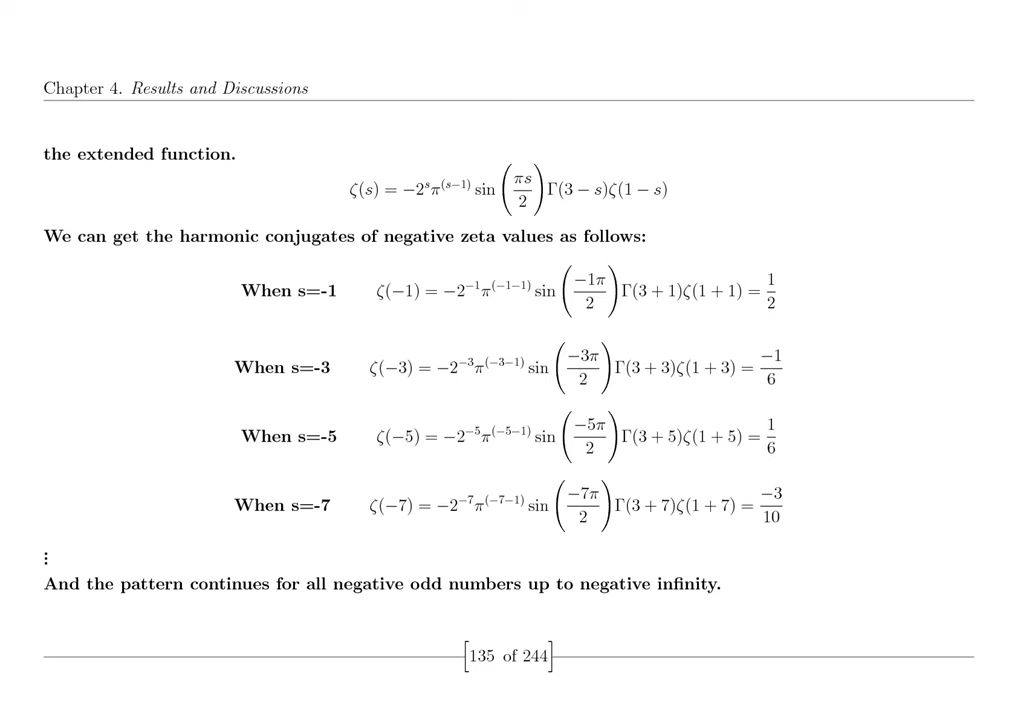 Chapter 4. Results and Discussions
the extended function.
ζ(s) = −2^s π^(s−1) sin(πs/2) Γ(3 − s)ζ(1 − s)
We can get the harmonic conjugates of negative zeta values as follows:
When s=-1 ζ(−1) = −2^−1 π^(−1−1) sin(−1π/2) Γ(3 + 1)ζ(1 + 1) = 1/2
When s=-3 ζ(−3) = −2^−3 π^(−3−1) sin(−3π/2) Γ(3 + 3)ζ(1 + 3) = −1/6
When s=-5 ζ(−5) = −2^−5 π^(−5−1) sin(−5π/2) Γ(3 + 5)ζ(1 + 5) = 1/6
When s=-7 ζ(−7) = −2^−7 π^(−7−1) sin(−7π/2) Γ(3 + 7)ζ(1 + 7) = −3/10
⋮
And the pattern continues for all negative odd numbers up to negative infinity.
[135 of 244]